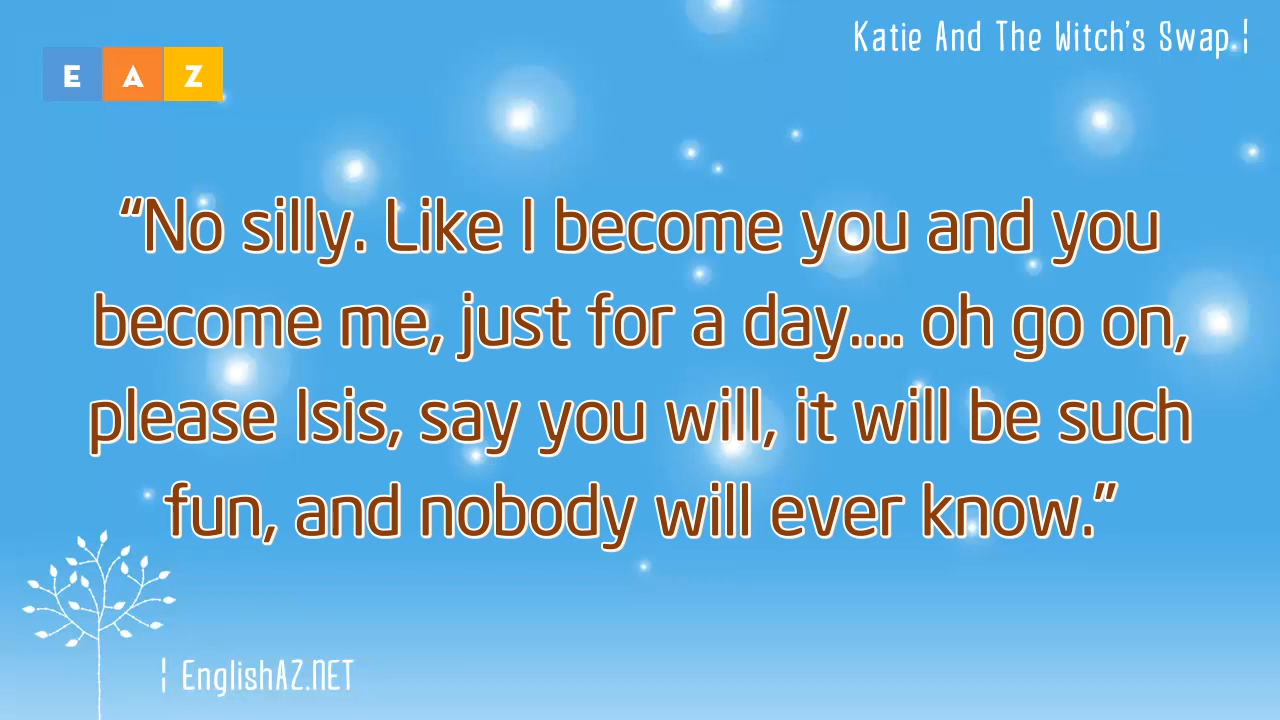 E A Z
Katie And The Witch's Swap ¦
“No silly. Like I become you and you
become me, just for a day.... oh go on,
please Isis, say you will, it will be such
fun, and nobody will ever know.”
¦ EnglishAZ.NET